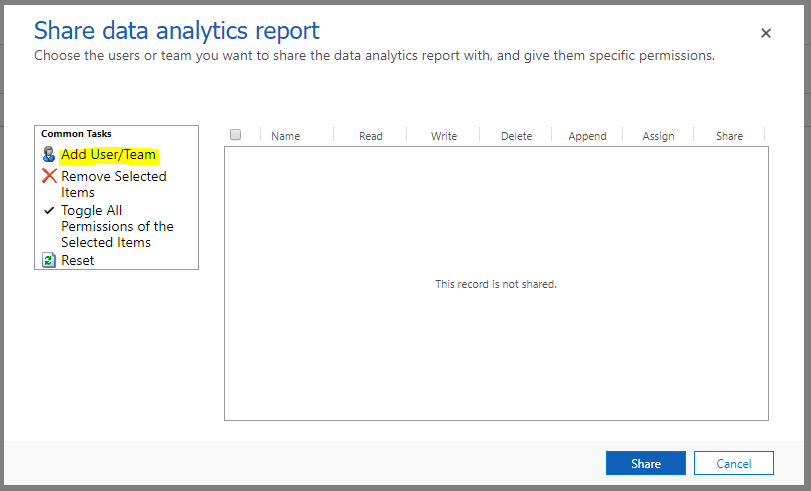 Share data analytics report
Choose the users or team you want to share the data analytics report with, and give them specific permissions.
Common Tasks
Add User/Team
Remove Selected
Items
Toggle All
Permissions of the
Selected Items
Reset
Name Read Write Delete Append Assign Share
This record is not shared.
Share Cancel